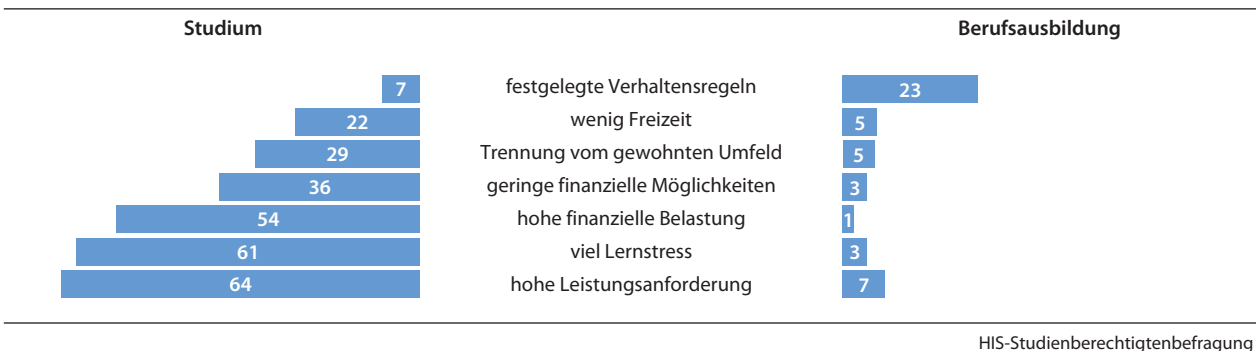 Studium Berufsausbildung
7 festgelegte Verhaltensregeln 23
22 wenig Freizeit 5
29 Trennung vom gewohnten Umfeld 5
36 geringe finanzielle Möglichkeiten 3
54 hohe finanzielle Belastung 1
61 viel Lernstress 3
64 hohe Leistungsanforderung 7
HIS-Studienberechtigtenbefragung